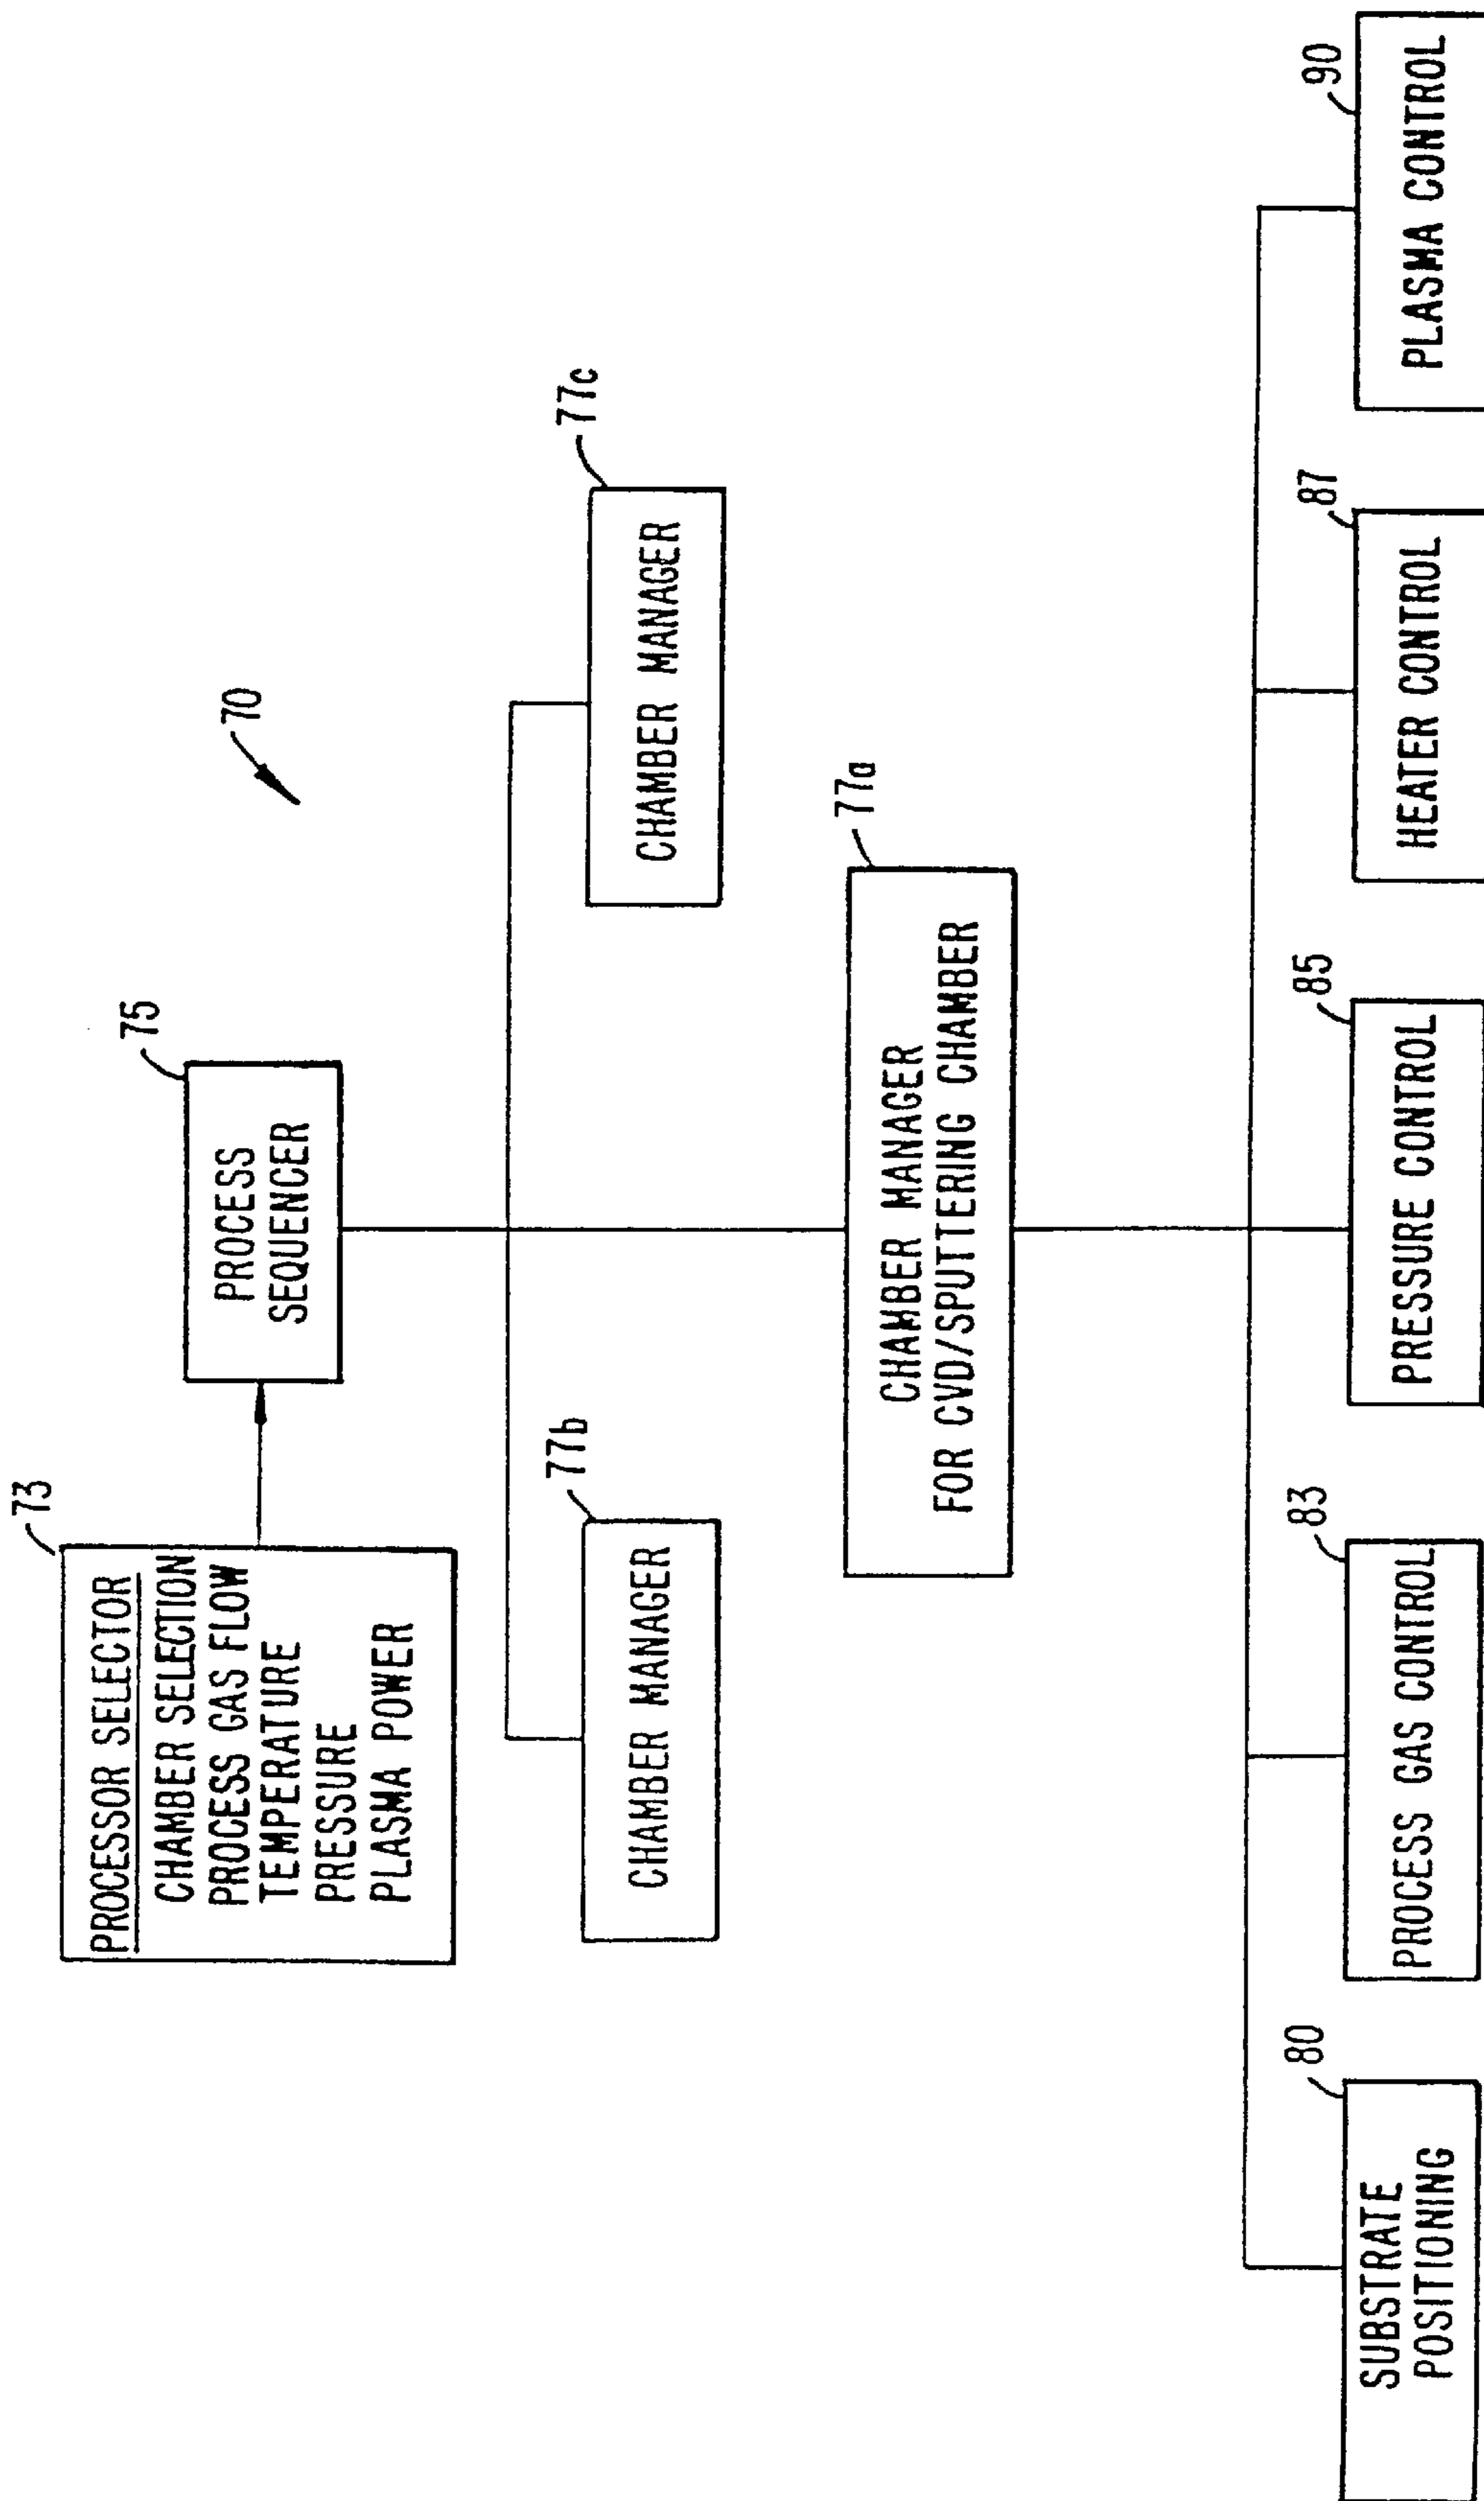 70
73
PROCESSOR SELECTOR
CHAMBER SELECTION
PROCESS GAS FLOW
TEMPERATURE
PRESSURE
PLASMA POWER
75
PROCESS
SEQUENCER
77b
CHAMBER MANAGER
77c
CHAMBER MANAGER
77a
CHAMBER MANAGER
FOR CVD/SPUTTERING CHAMBER
80
SUBSTRATE
POSITIONING
83
PROCESS GAS CONTROL
85
PRESSURE CONTROL
87
HEATER CONTROL
90
PLASMA CONTROL